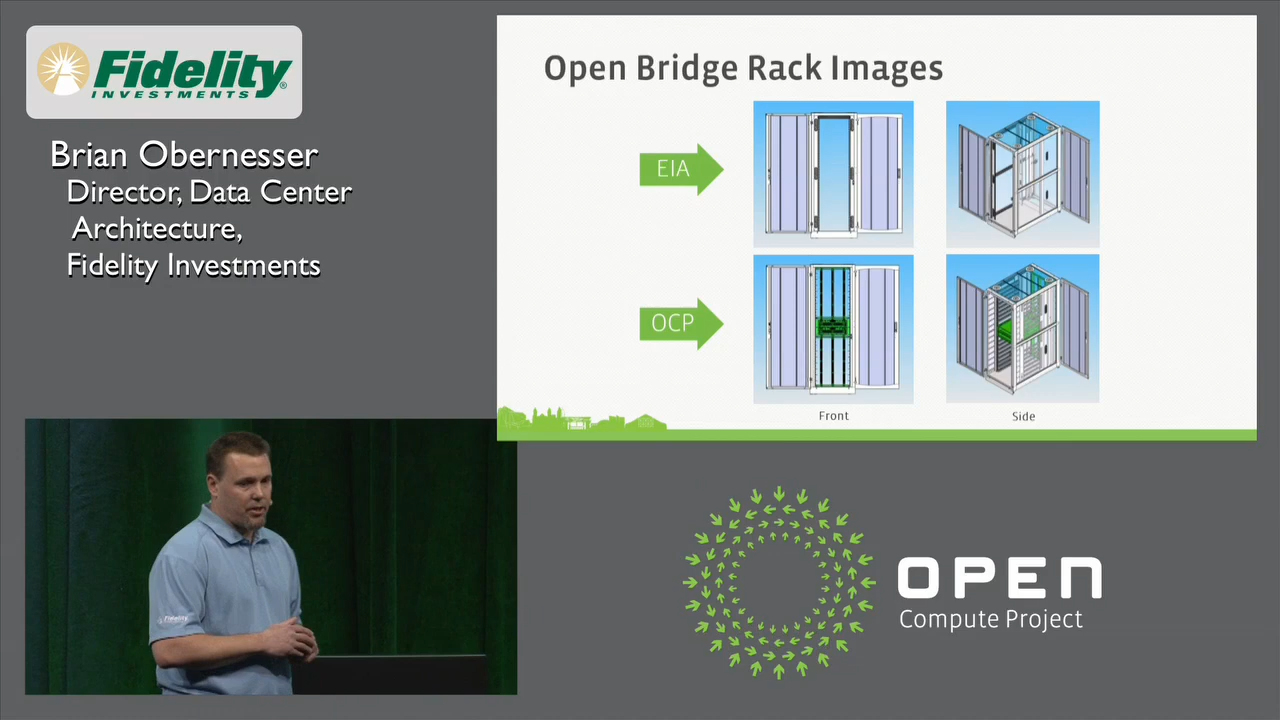 Fidelity
INVESTMENTS®
Brian Obernesser
Director, Data Center
Architecture,
Fidelity Investments
Open Bridge Rack Images
EIA
OCP
Front
Side
Fidelity
OPEN
Compute Project